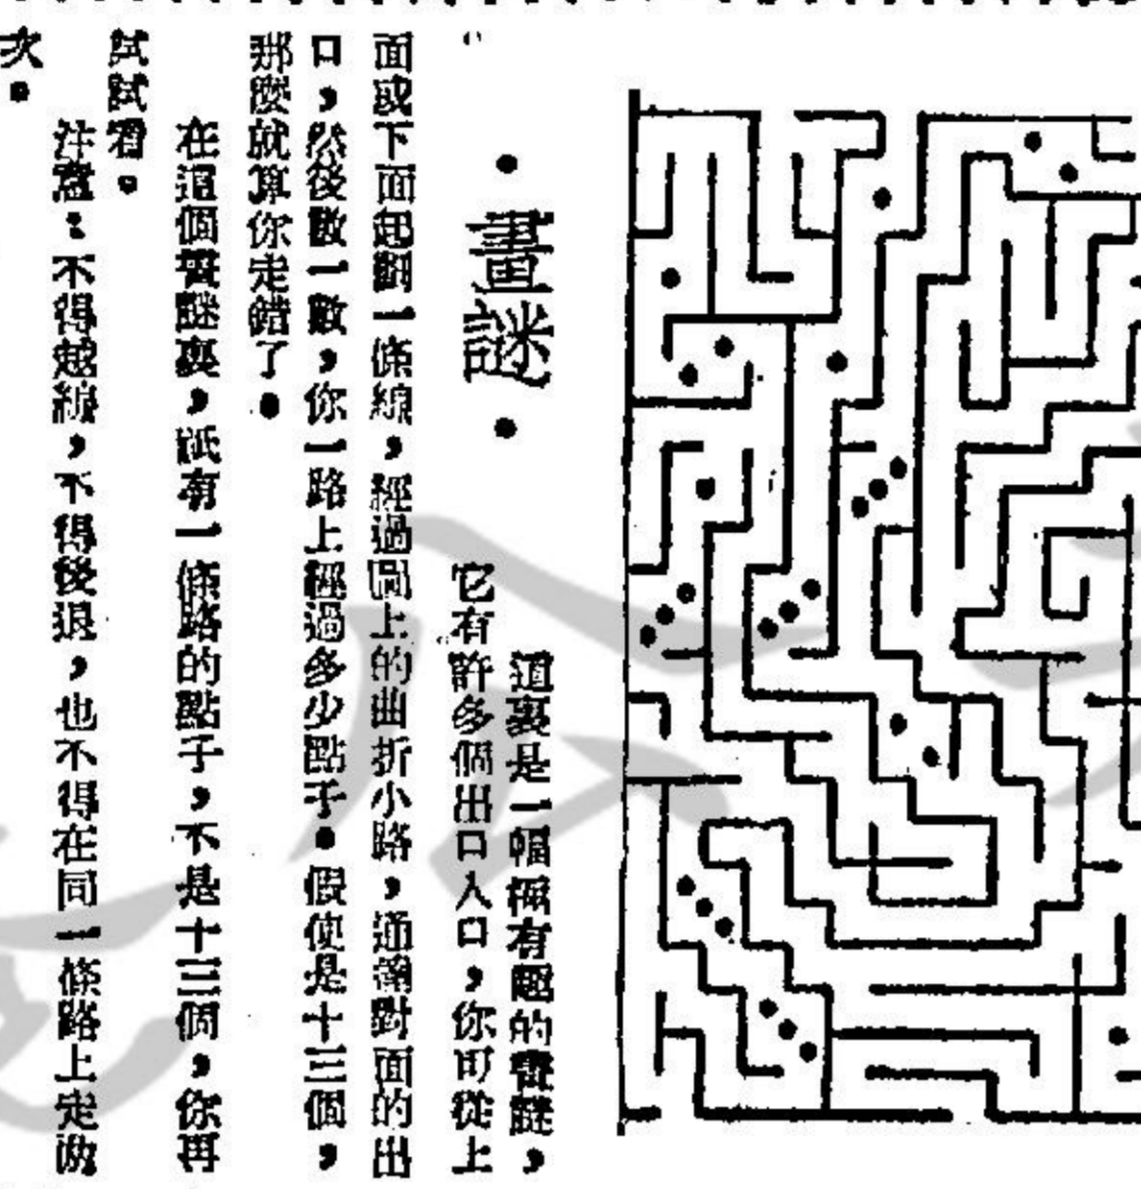 畫謎
這裏是一幅極有趣的畫謎，
它有許多個出口入口，你可從上
面或下面起劃一條線，經過圖上的曲折小路，通到對面的出
口，然後數一數，你一路上經過多少點子。假使是十三個，
那麼就算你走錯了。
在這個畫謎裏，祇有一條路的點子，不是十三個，你再
試試看。
注意：不得越線，不得後退，也不得在同一條路上走兩
次。